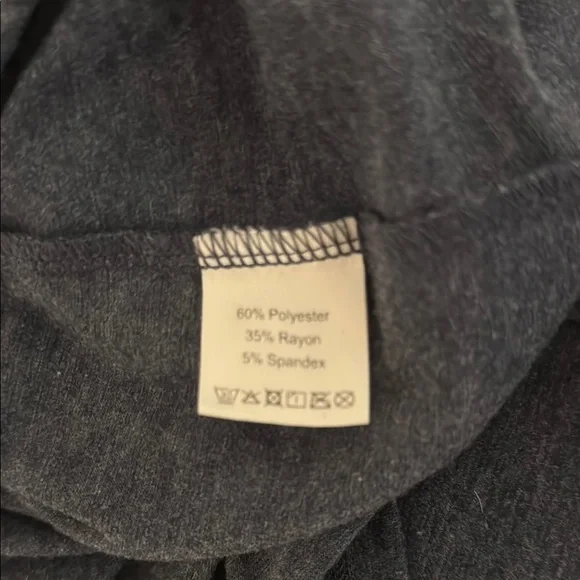 60% Polyester
35% Rayon
5% Spandex